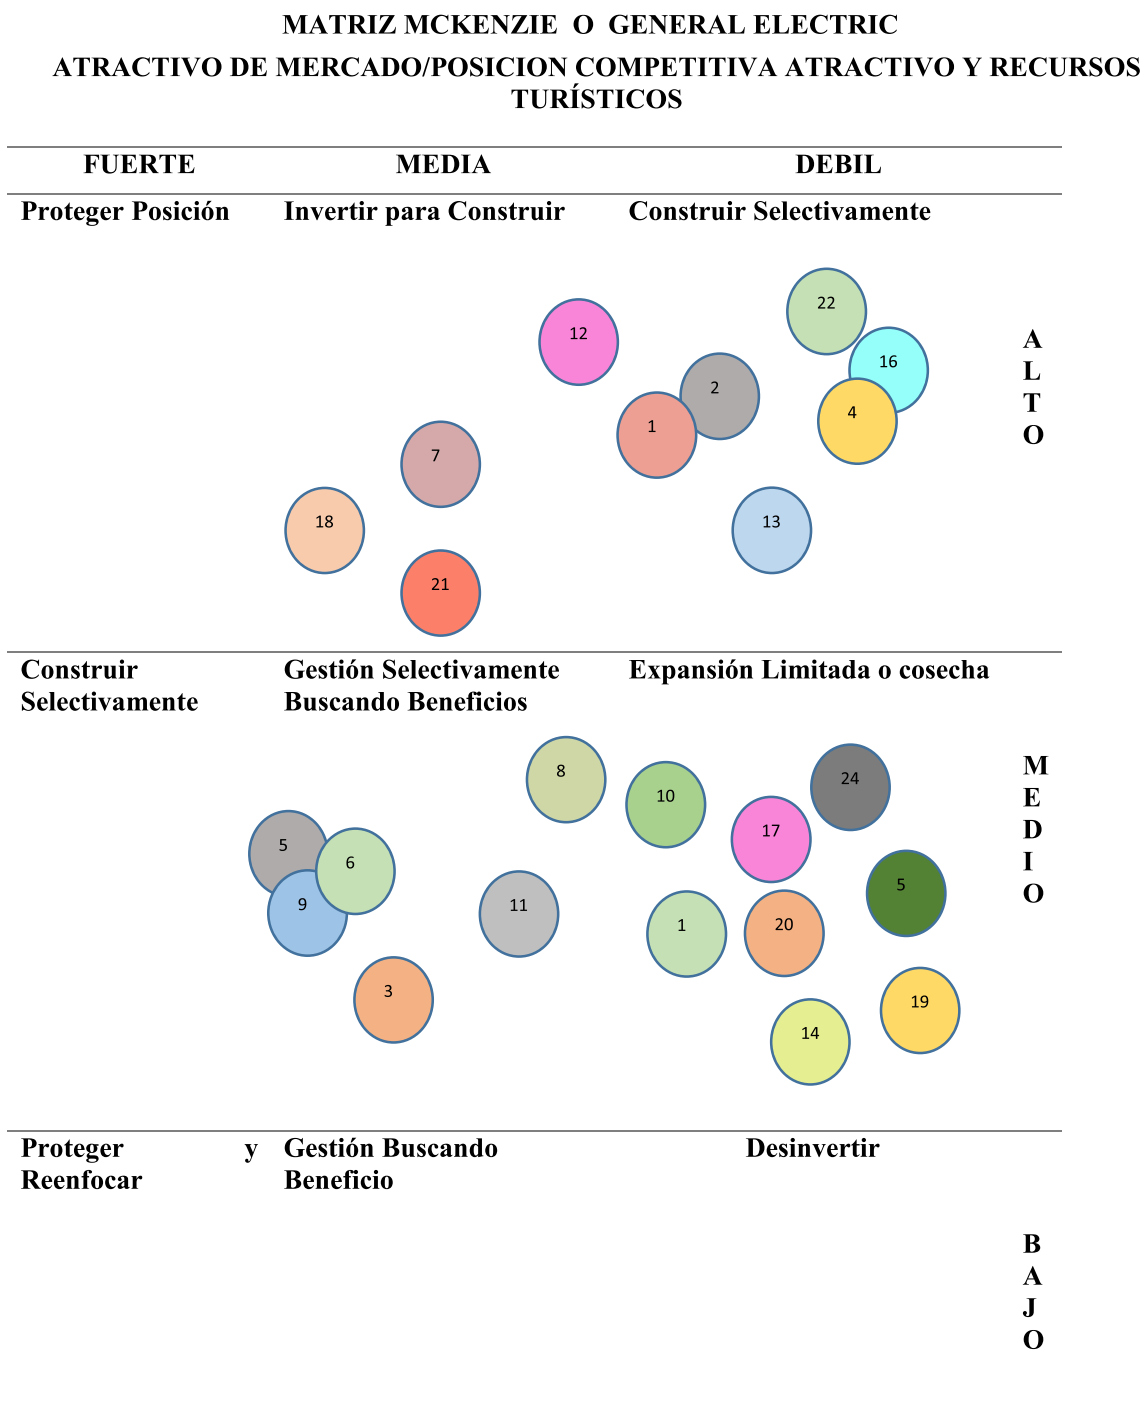 MATRIZ MCKENZIE O GENERAL ELECTRIC
ATRACTIVO DE MERCADO/POSICION COMPETITIVA ATRACTIVO Y RECURSOS
TURÍSTICOS
FUERTE MEDIA DEBIL
Proteger Posición Invertir para Construir Construir Selectivamente
22
12
A
L
T
O
16
2
4
1
7
18
13
21
Construir Gestión Selectivamente Expansión Limitada o cosecha
Selectivamente Buscando Beneficios
M
E
D
I
O
8
24
10
17
5
6
5
9
11
1
20
3
19
14
Proteger y Gestión Buscando Desinvertir
Reenfocar Beneficio
B
A
J
O